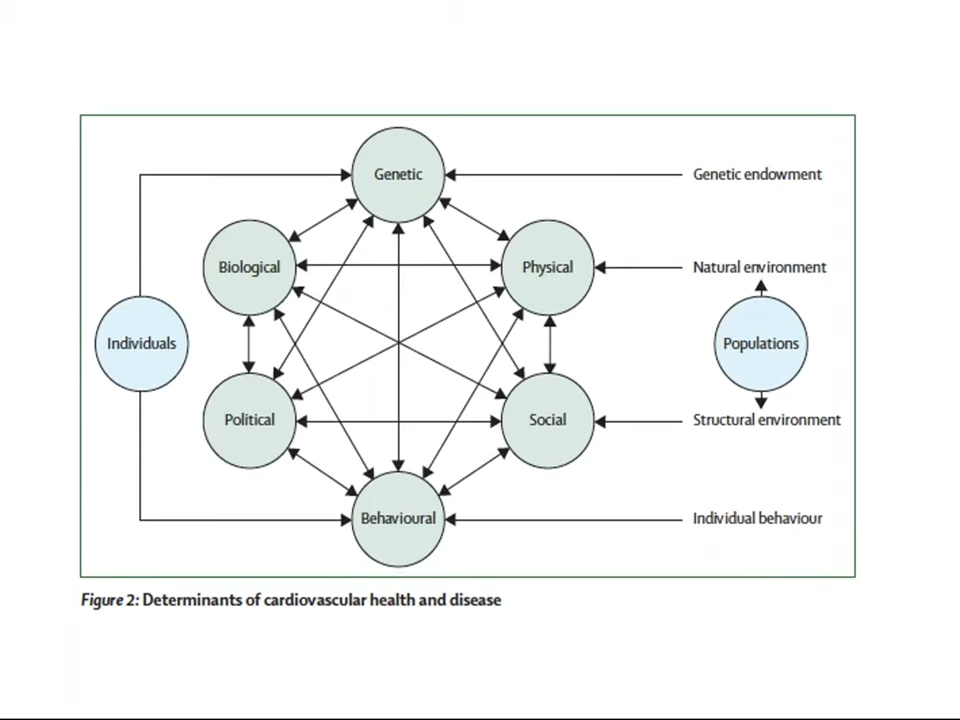 Genetic
Genetic endowment
Biological
Physical
Natural environment
Individuals
Populations
Political
Social
Structural environment
Behavioural
Individual behaviour
Figure 2: Determinants of cardiovascular health and disease